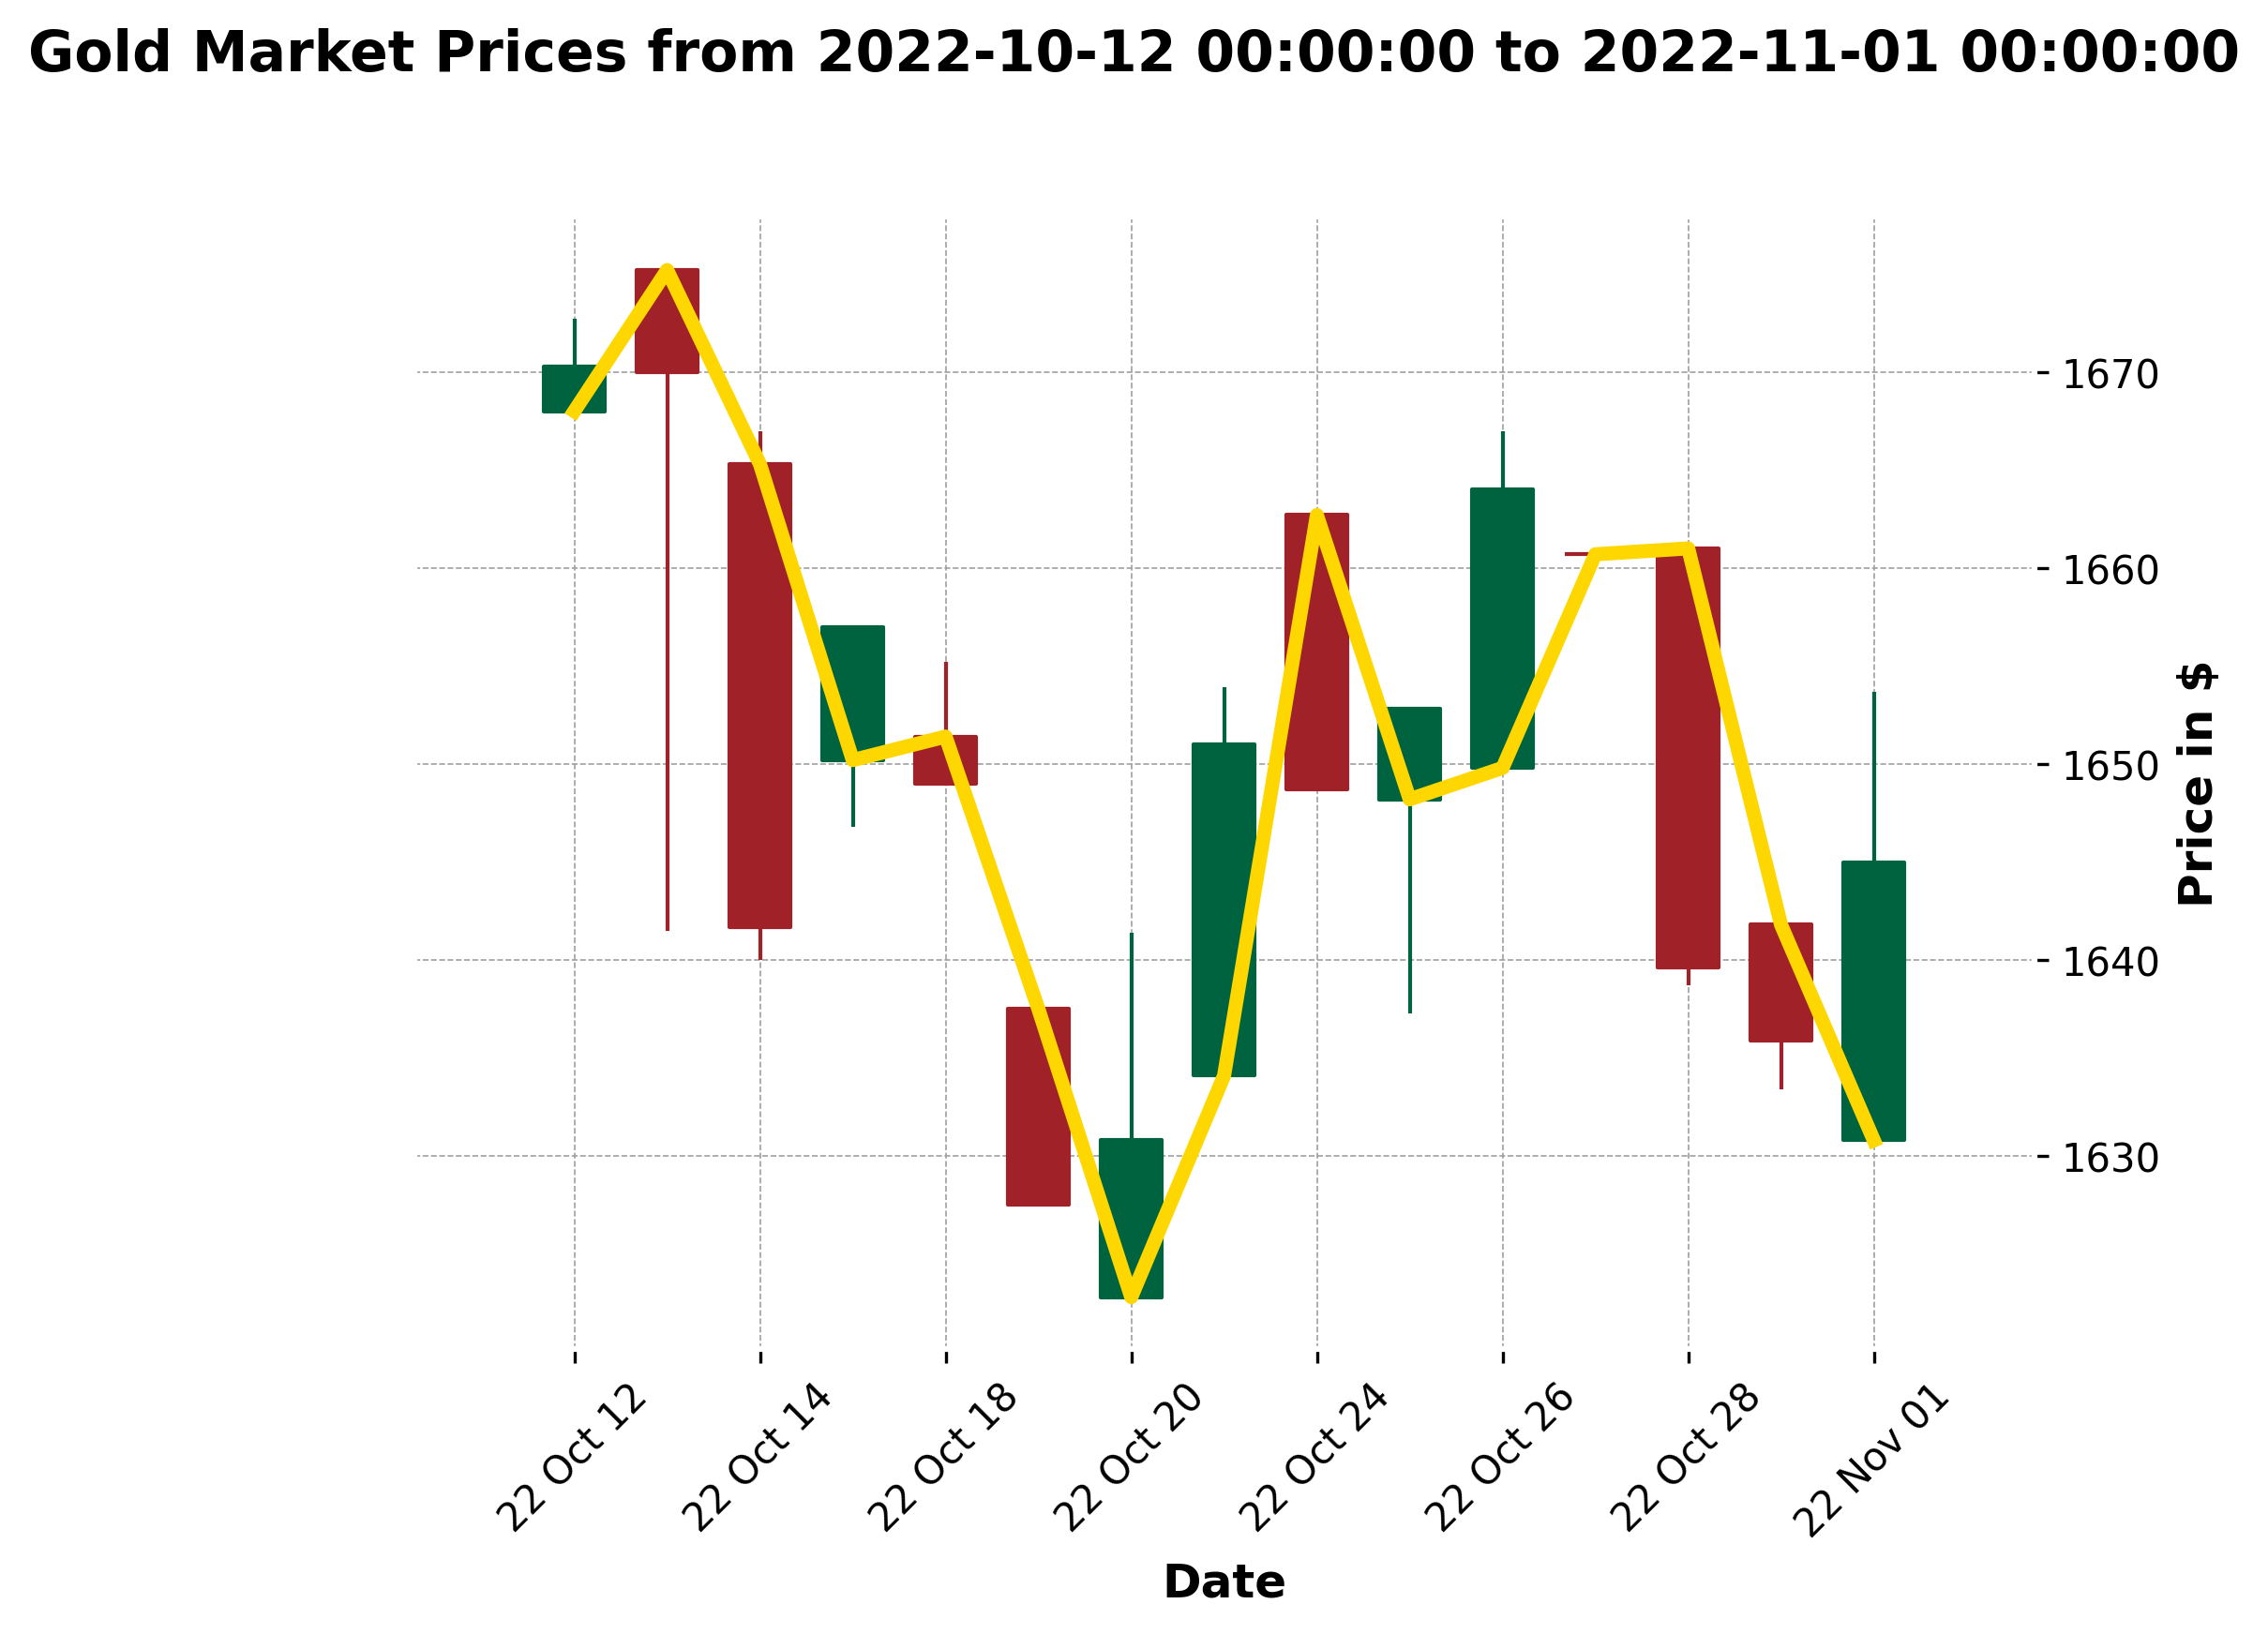 Gold Market Prices from 2022-10-12 00:00:00 to 2022-11-01 00:00:00
1670
1660
1650
1640
1630
Price in $
22 Oct 12
22 Oct 14
22 Oct 18
22 Oct 20
22 Oct 24
22 Oct 26
22 Oct 28
22 Nov 01
Date